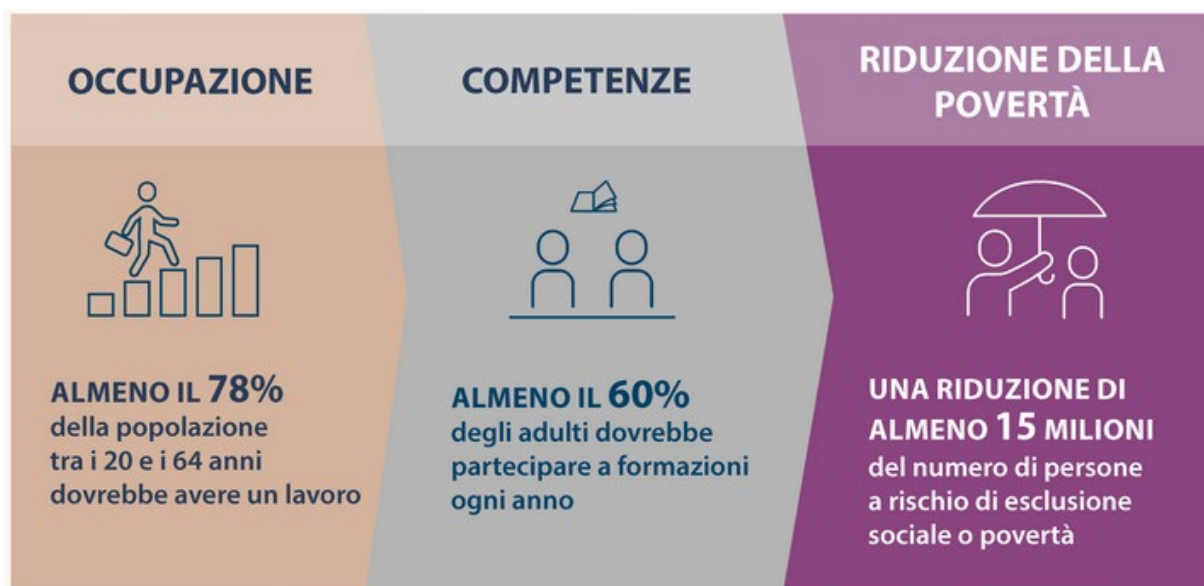 OCCUPAZIONE
ALMENO IL 78%
della popolazione
tra i 20 e i 64 anni
dovrebbe avere un lavoro
COMPETENZE
ALMENO IL 60%
degli adulti dovrebbe
partecipare a formazioni
ogni anno
RIDUZIONE DELLA
POVERTÀ
UNA RIDUZIONE DI
ALMENO 15 MILIONI
del numero di persone
a rischio di esclusione
sociale o povertà